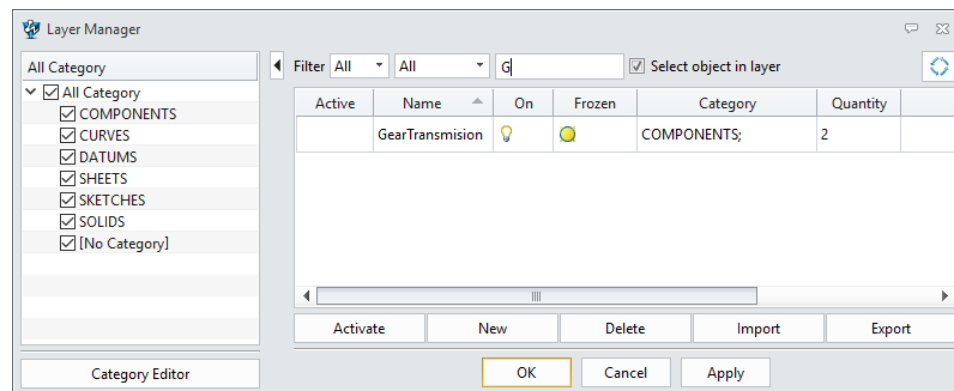 Layer Manager
All Category
Filter All All G Select object in layer
All Category
COMPONENTS
CURVES
DATUMS
SHEETS
SKETCHES
SOLIDS
[No Category]
Active Name On Frozen Category Quantity
GearTransmision COMPONENTS; 2
Activate New Delete Import Export
Category Editor
OK Cancel Apply